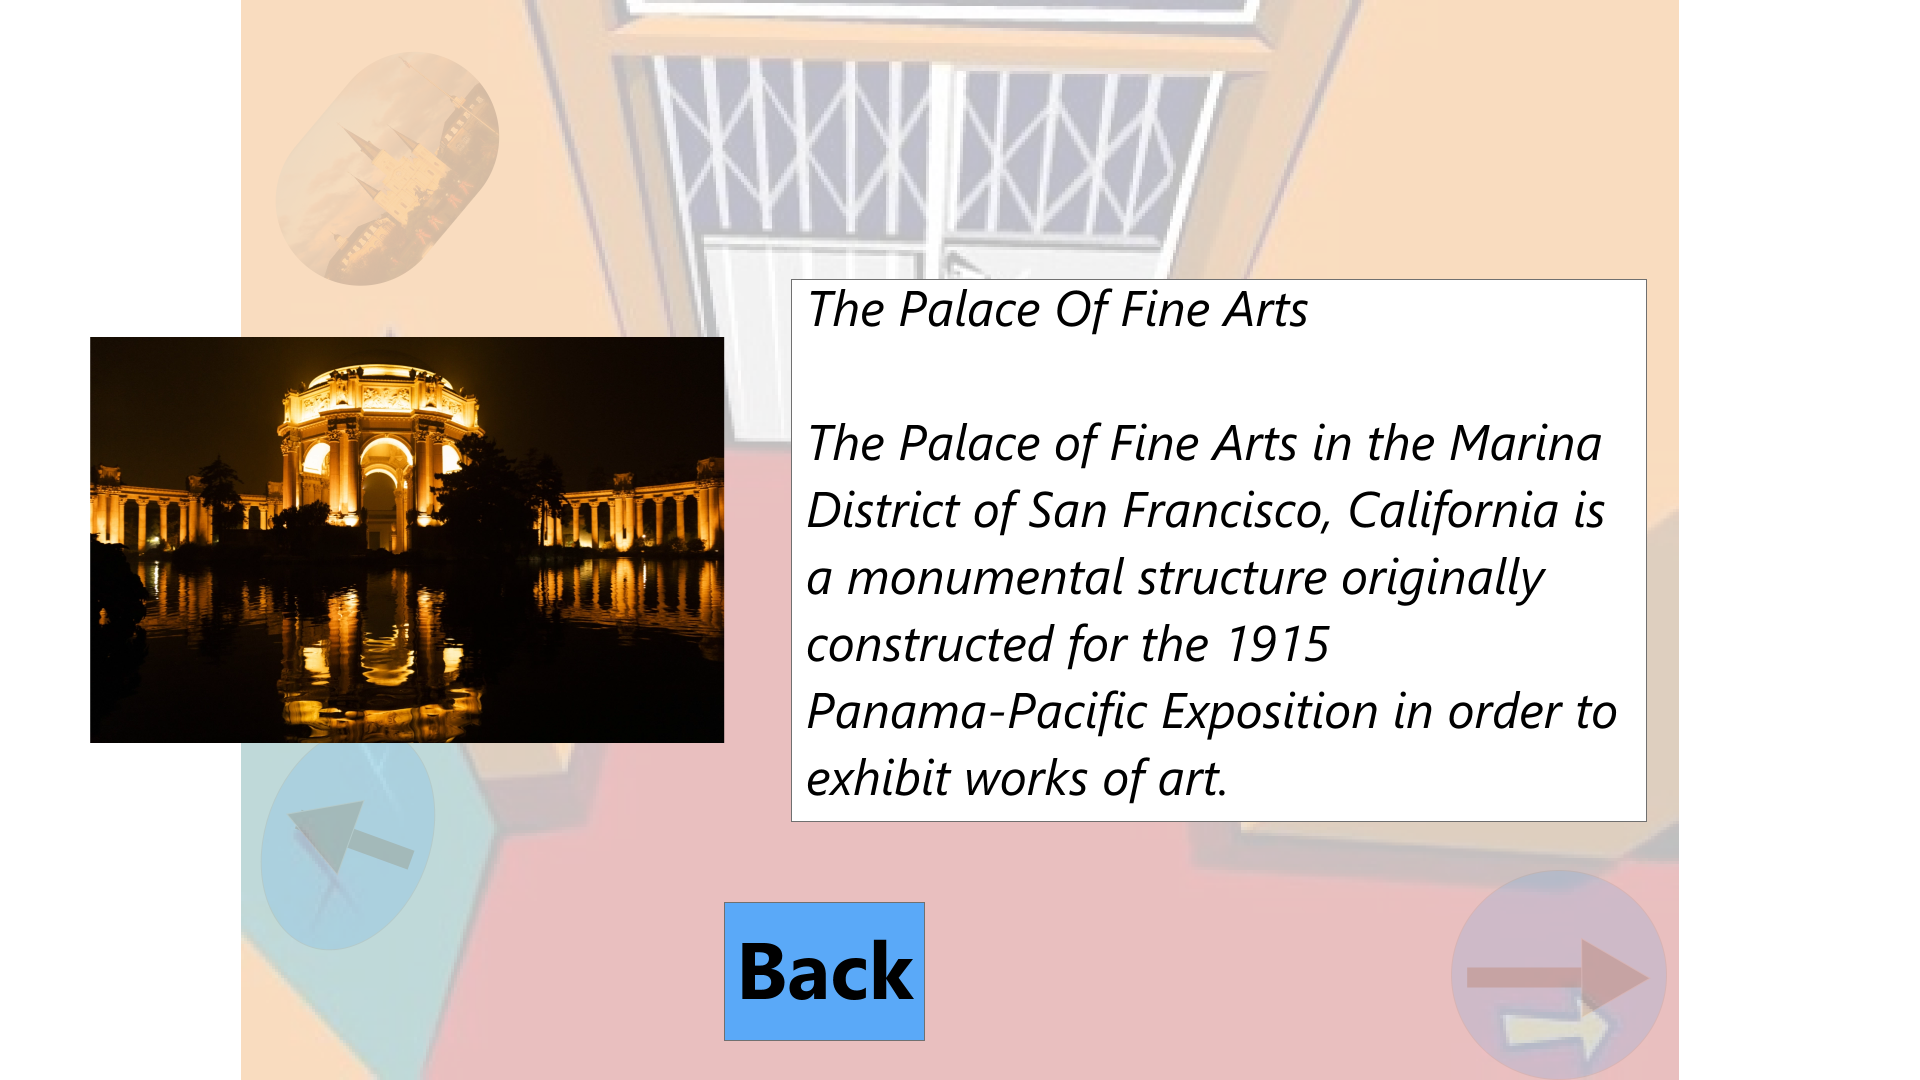 The Palace Of Fine Arts
The Palace of Fine Arts in the Marina
District of San Francisco, California is
a monumental structure originally
constructed for the 1915
Panama-Pacific Exposition in order to
exhibit works of art.
Back